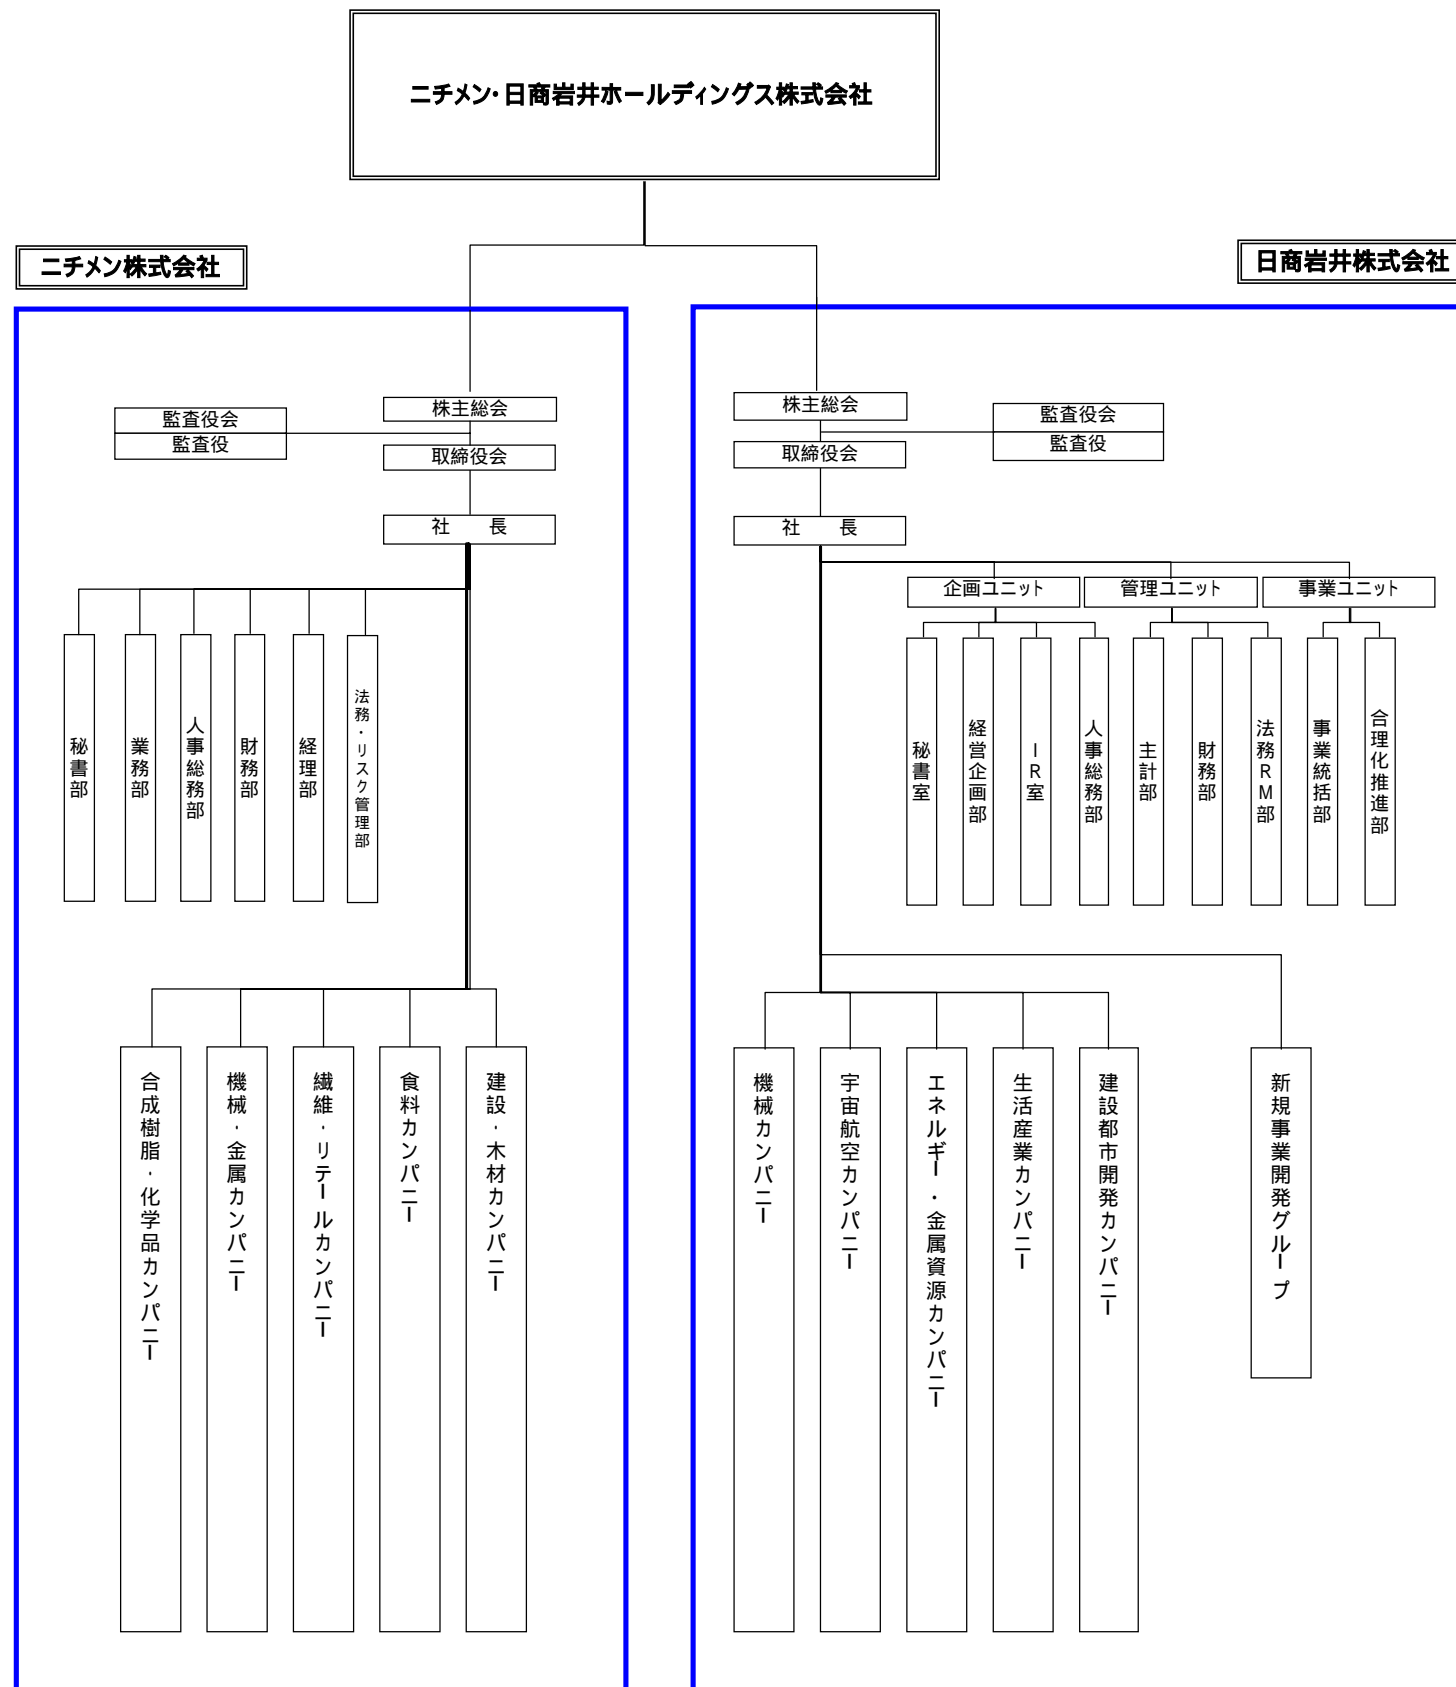 ニチメン・日商岩井ホールディングス株式会社
ニチメン株式会社
株主総会
監査役会
監査役
取締役会
社　長
秘書部
業務部
人事総務部
財務部
経理部
法務・リスク管理部
合成樹脂・化学品カンパニー
機械・金属カンパニー
繊維・リテールカンパニー
食料カンパニー
建設・木材カンパニー
日商岩井株式会社
株主総会
監査役会
監査役
取締役会
社　長
企画ユニット
管理ユニット
事業ユニット
秘書室
経営企画部
IR室
人事総務部
主計部
財務部
法務RM部
事業統括部
合理化推進部
機械カンパニー
宇宙航空カンパニー
エネルギー・金属資源カンパニー
生活産業カンパニー
建設都市開発カンパニー
新規事業開発グループ